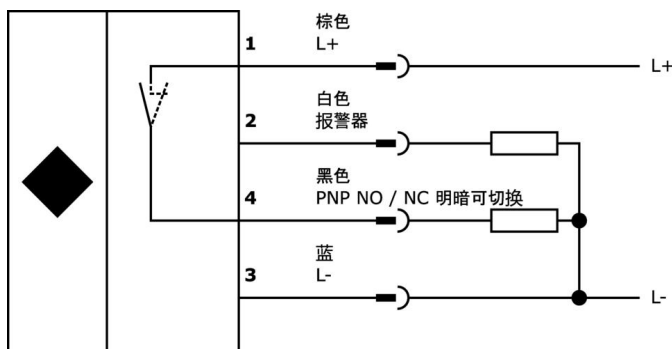 棕色
1 L+
L+
白色
2 报警器
黑色
4 PNP NO / NC 明暗可切换
蓝
3 L-
L-